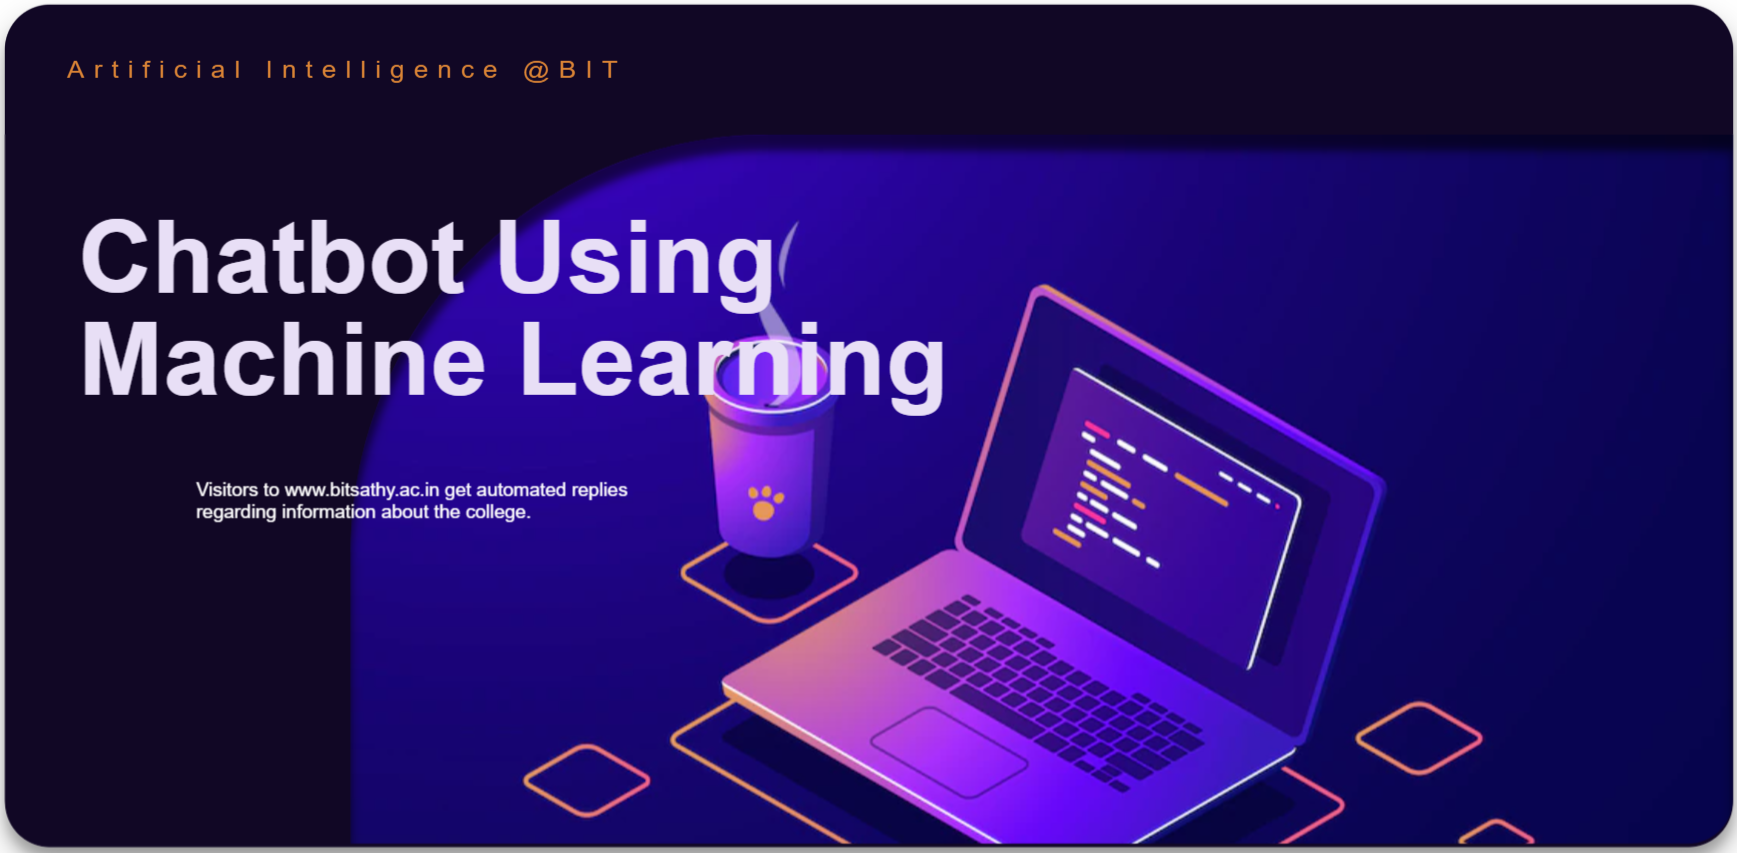 Artificial Intelligence @BIT
Chatbot Using
Machine Learning
Visitors to www.bitsathy.ac.in get automated replies
regarding information about the college.